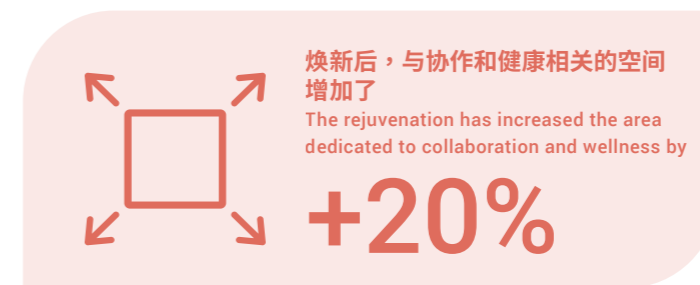 焕新后，与协作和健康相关的空间
增加了
The rejuvenation has increased the area
dedicated to collaboration and wellness by
+20%